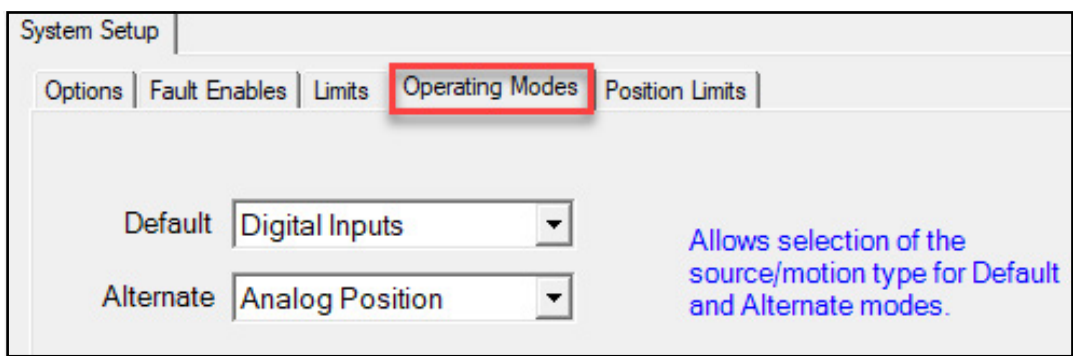 System Setup
Options Fault Enables Limits Operating Modes Position Limits
Default Digital Inputs
Alternate Analog Position
Allows selection of the
source/motion type for Default
and Alternate modes.